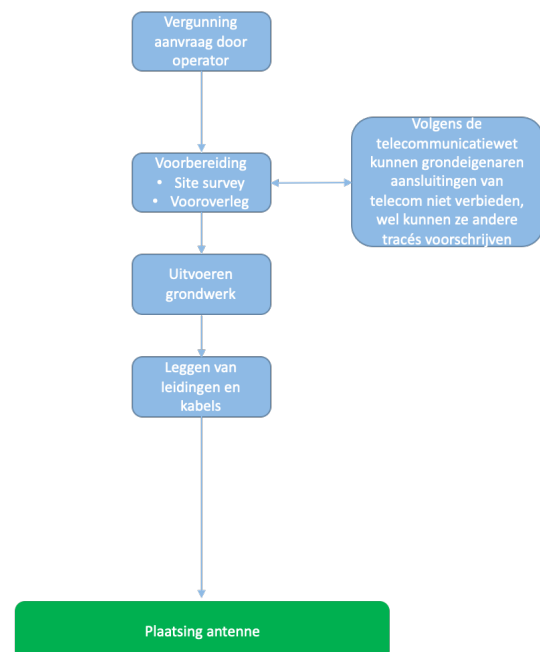 Vergunning
aanvraag door
operator
Voorbereiding
• Site survey
• Vooroverleg
Volgens de
telecommunicatiewet
kunnen grondeigenaren
aansluitingen van
telecom niet verbieden,
wel kunnen ze andere
tracés voorschrijven
Uitvoeren
grondwerk
Leggen van
leidingen en
kabels
Plaatsing antenne